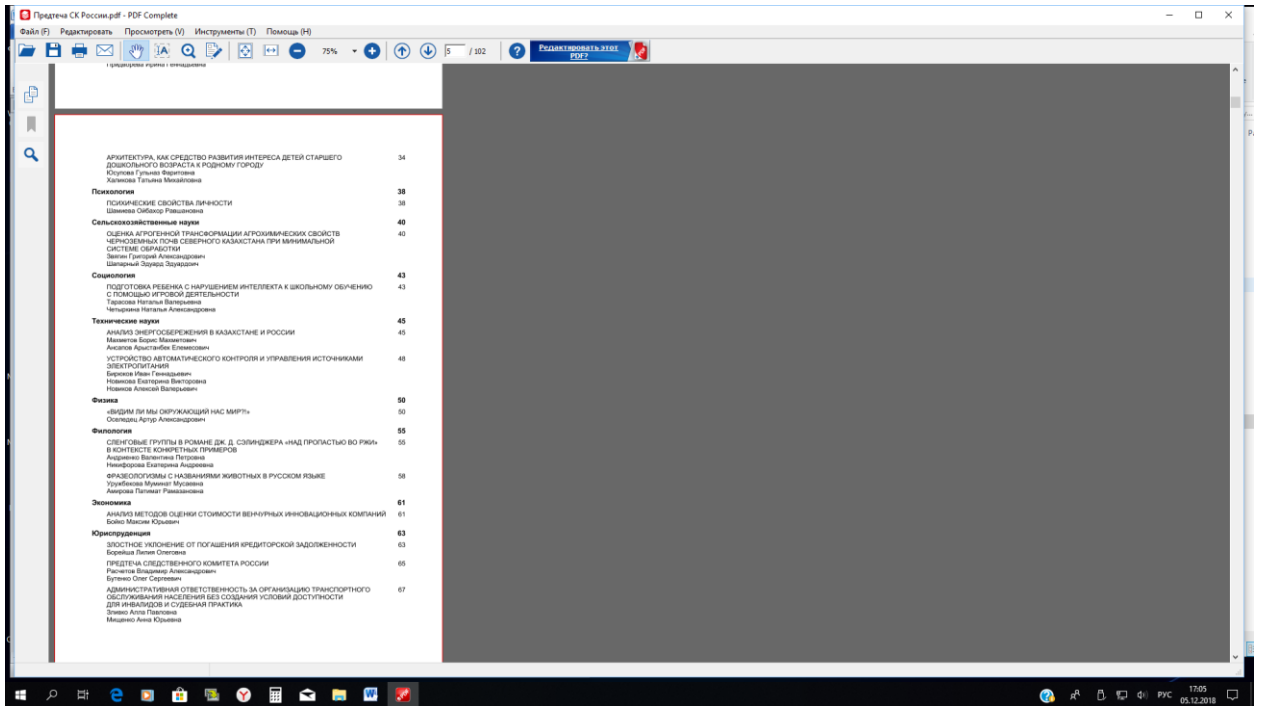 Предтеча СК России.pdf - PDF Complete
Файл (F) Редактировать Просмотреть (V) Инструменты (T) Помощь (H)
75% 5 / 102 Редактировать этот PDF?
АРХИТЕКТУРА, КАК СРЕДСТВО РАЗВИТИЯ ИНТЕРЕСА ДЕТЕЙ СТАРШЕГО 34
ДОШКОЛЬНОГО ВОЗРАСТА К РОДНОМУ ГОРОДУ
Юсупова Гульназ Фаритовна
Халикова Татьяна Михайловна
Психология 38
ПСИХИЧЕСКИЕ СВОЙСТВА ЛИЧНОСТИ 38
Шамиева Ойбахор Равшановна
Сельскохозяйственные науки 40
ОЦЕНКА АГРОГЕННОЙ ТРАНСФОРМАЦИИ АГРОХИМИЧЕСКИХ СВОЙСТВ 40
ЧЕРНОЗЕМНЫХ ПОЧВ СЕВЕРНОГО КАЗАХСТАНА ПРИ МИНИМАЛЬНОЙ
СИСТЕМЕ ОБРАБОТКИ
Звягин Григорий Александрович
Шапарный Эдуард Эдуардоич
Социология 43
ПОДГОТОВКА РЕБЕНКА С НАРУШЕНИЕМ ИНТЕЛЛЕКТА К ШКОЛЬНОМУ ОБУЧЕНИЮ 43
С ПОМОЩЬЮ ИГРОВОЙ ДЕЯТЕЛЬНОСТИ
Тарасова Наталья Валерьевна
Четыркина Наталья Александровна
Технические науки 45
АНАЛИЗ ЭНЕРГОСБЕРЕЖЕНИЯ В КАЗАХСТАНЕ И РОССИИ 45
Махметов Борис Махметович
Ансапов Арыстанбек Елемесович
УСТРОЙСТВО АВТОМАТИЧЕСКОГО КОНТРОЛЯ И УПРАВЛЕНИЯ ИСТОЧНИКАМИ 48
ЭЛЕКТРОПИТАНИЯ
Бирюков Иван Геннадьевич
Новикова Екатерина Викторовна
Новиков Алексей Валерьевич
Физика 50
«ВИДИМ ЛИ МЫ ОКРУЖАЮЩИЙ НАС МИР?!» 50
Оселедец Артур Александрович
Филология 55
СЛЕНГОВЫЕ ГРУППЫ В РОМАНЕ ДЖ. Д. СЭЛИНДЖЕРА «НАД ПРОПАСТЬЮ ВО РЖИ» 55
В КОНТЕКСТЕ КОНКРЕТНЫХ ПРИМЕРОВ
Андриенко Валентина Петровна
Никифорова Екатерина Андреевна
ФРАЗЕОЛОГИЗМЫ С НАЗВАНИЯМИ ЖИВОТНЫХ В РУССКОМ ЯЗЫКЕ 58
Уружбекова Муминат Мусаевна
Амирова Патимат Рамазановна
Экономика 61
АНАЛИЗ МЕТОДОВ ОЦЕНКИ СТОИМОСТИ ВЕНЧУРНЫХ ИННОВАЦИОННЫХ КОМПАНИЙ 61
Бойко Максим Юрьевич
Юриспруденция 63
ЗЛОСТНОЕ УКЛОНЕНИЕ ОТ ПОГАШЕНИЯ КРЕДИТОРСКОЙ ЗАДОЛЖЕННОСТИ 63
Борейша Лилия Олеговна
ПРЕДТЕЧА СЛЕДСТВЕННОГО КОМИТЕТА РОССИИ 65
Расчетов Владимир Александрович
Бутенко Олег Сергеевич
АДМИНИСТРАТИВНАЯ ОТВЕТСТВЕННОСТЬ ЗА ОРГАНИЗАЦИЮ ТРАНСПОРТНОГО 67
ОБСЛУЖИВАНИЯ НАСЕЛЕНИЯ БЕЗ СОЗДАНИЯ УСЛОВИЙ ДОСТУПНОСТИ
ДЛЯ ИНВАЛИДОВ И СУДЕБНАЯ ПРАКТИКА
Зливко Алла Павловна
Мищенко Анна Юрьевна
РУС 17:05
05.12.2018